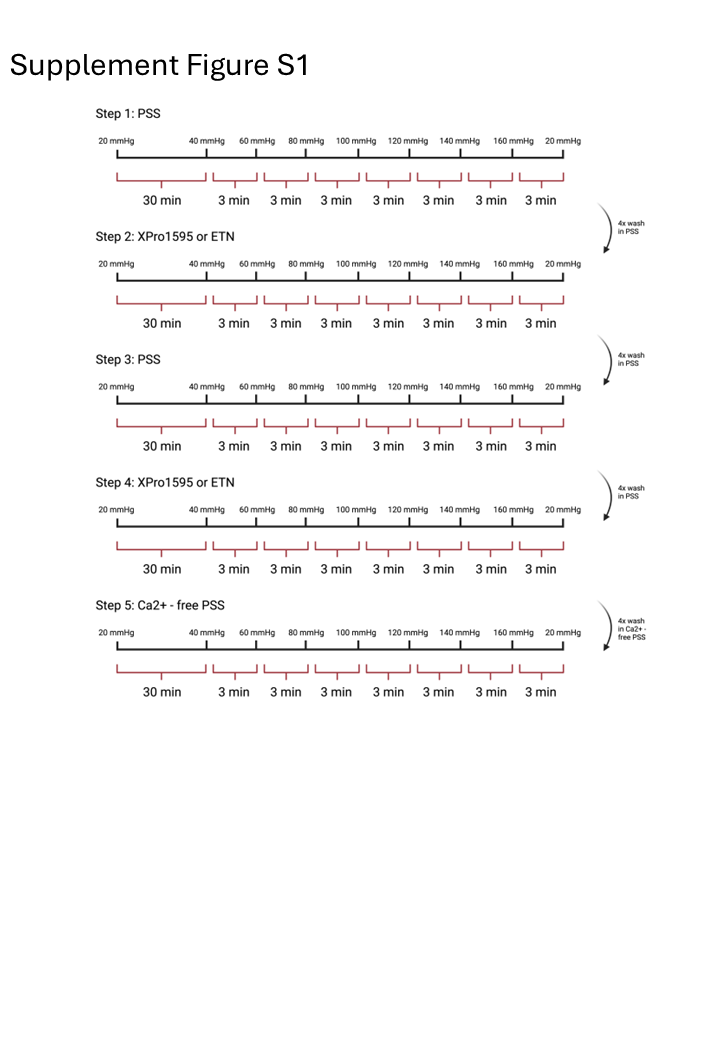 Supplement Figure S1
Step 1: PSS
20 mmHg 40 mmHg 60 mmHg 80 mmHg 100 mmHg 120 mmHg 140 mmHg 160 mmHg 20 mmHg
30 min 3 min 3 min 3 min 3 min 3 min 3 min 3 min
4x wash
in PSS
Step 2: XPro1595 or ETN
20 mmHg 40 mmHg 60 mmHg 80 mmHg 100 mmHg 120 mmHg 140 mmHg 160 mmHg 20 mmHg
30 min 3 min 3 min 3 min 3 min 3 min 3 min 3 min
4x wash
in PSS
Step 3: PSS
20 mmHg 40 mmHg 60 mmHg 80 mmHg 100 mmHg 120 mmHg 140 mmHg 160 mmHg 20 mmHg
30 min 3 min 3 min 3 min 3 min 3 min 3 min 3 min
4x wash
in PSS
Step 4: XPro1595 or ETN
20 mmHg 40 mmHg 60 mmHg 80 mmHg 100 mmHg 120 mmHg 140 mmHg 160 mmHg 20 mmHg
30 min 3 min 3 min 3 min 3 min 3 min 3 min 3 min
4x wash
in Ca2+ -
free PSS
Step 5: Ca2+ - free PSS
20 mmHg 40 mmHg 60 mmHg 80 mmHg 100 mmHg 120 mmHg 140 mmHg 160 mmHg 20 mmHg
30 min 3 min 3 min 3 min 3 min 3 min 3 min 3 min